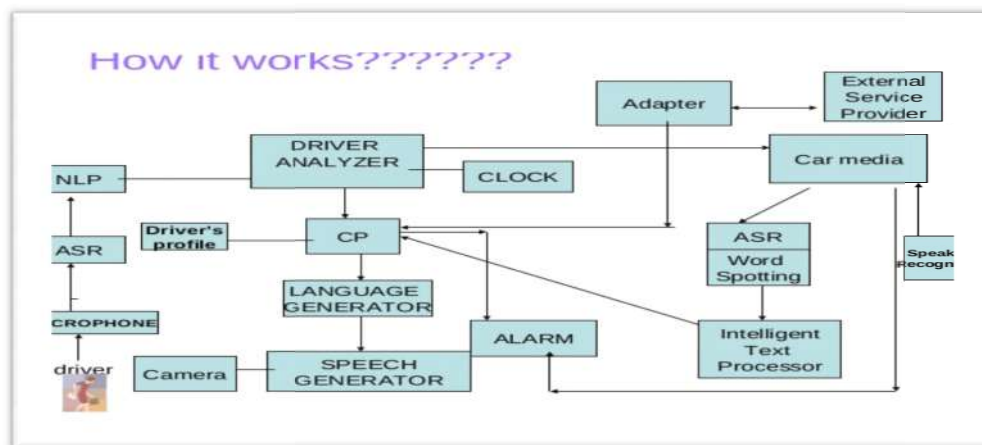 How it works??????
External
Service
Provider
Adapter
DRIVER
ANALYZER
Car media
NLP
CLOCK
Driver's
profile
CP
ASR
ASR
Word
Spotting
Speak
Recogn
LANGUAGE
GENERATOR
CROPHONE
ALARM
Intelligent
Text
Processor
driver
Camera
SPEECH
GENERATOR